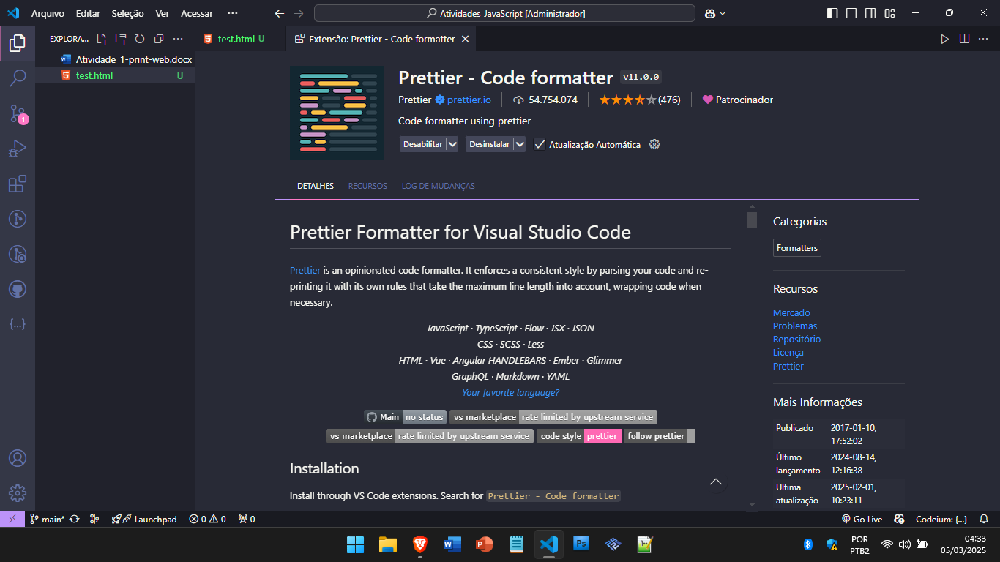 Arquivo Editar Seleção Ver Acessar ···
Atividades_JavaScript [Administrador]
EXPLORA...
Atividade_1-print-web.docx
test.html U
test.html U
Extensão: Prettier - Code formatter
1
Prettier - Code formatter v11.0.0
Prettier prettier.io 54.754.074 (476) Patrocinador
Code formatter using prettier
Desabilitar Desinstalar Atualização Automática
DETALHES RECURSOS LOG DE MUDANÇAS
Prettier Formatter for Visual Studio Code
Prettier is an opinionated code formatter. It enforces a consistent style by parsing your code and re-
printing it with its own rules that take the maximum line length into account, wrapping code when
necessary.
JavaScript · TypeScript · Flow · JSX · JSON
CSS · SCSS · Less
HTML · Vue · Angular HANDLEBARS · Ember · Glimmer
GraphQL · Markdown · YAML
Your favorite language?
Main no status vs marketplace rate limited by upstream service
vs marketplace rate limited by upstream service code style prettier follow prettier
Installation
Install through VS Code extensions. Search for Prettier - Code formatter
Categorias
Formatters
Recursos
Mercado
Problemas
Repositório
Licença
Prettier
Mais Informações
Publicado 2017-01-10,
17:52:02
Último 2024-08-14,
lançamento 12:16:38
Ultima 2025-02-01,
atualização 10:23:11
main* Launchpad 0 0 0 Go Live Codeium: {...}
W P Ps
POR
PTB2
04:33
05/03/2025